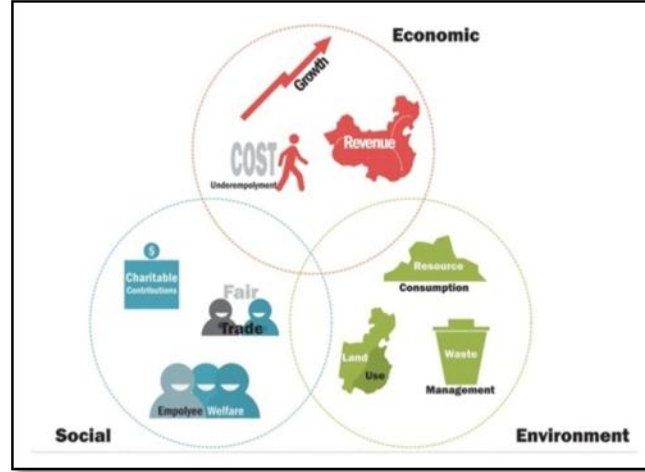 Economic
Growth
Revenue
COST
Underempolyment
$
Charitable
Contributions
Fair
Trade
Empolyee Welfare
Social
Resource
Consumption
Land
Use
Waste
Management
Environment